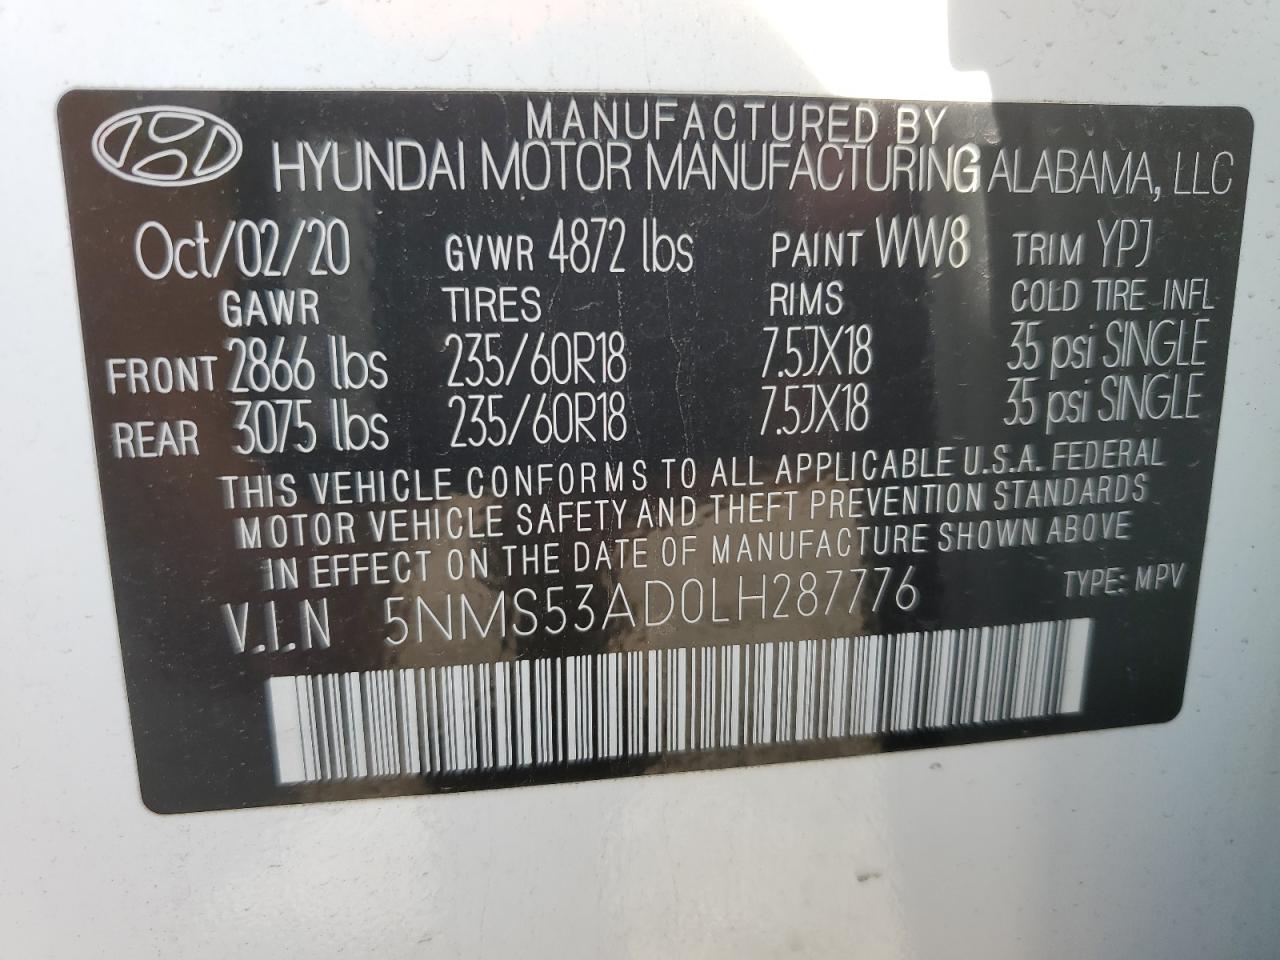 MANUFACTURED BY
HYUNDAI MOTOR MANUFACTURING ALABAMA, LLC
Oct/02/20 GVWR 4872 lbs PAINT WW8 TRIM YPJ
GAWR TIRES RIMS COLD TIRE INFL
FRONT 2866 lbs 235/60R18 7.5JX18 35 psi SINGLE
REAR 3075 lbs 235/60R18 7.5JX18 35 psi SINGLE
THIS VEHICLE CONFORMS TO ALL APPLICABLE U.S.A. FEDERAL
MOTOR VEHICLE SAFETY AND THEFT PREVENTION STANDARDS
IN EFFECT ON THE DATE OF MANUFACTURE SHOWN ABOVE
V.I.N 5NMS53AD0LH287776 TYPE: MPV